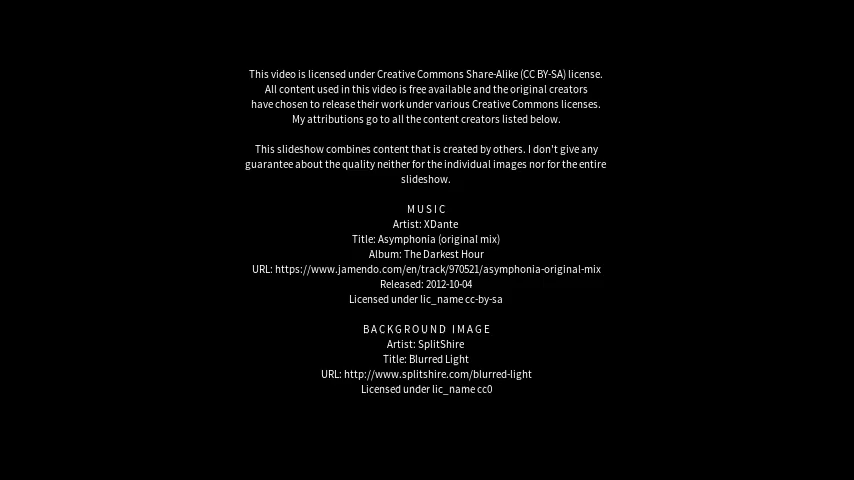 This video is licensed under Creative Commons Share-Alike (CC BY-SA) license.
All content used in this video is free available and the original creators
have chosen to release their work under various Creative Commons licenses.
My attributions go to all the content creators listed below.
This slideshow combines content that is created by others. I don't give any
guarantee about the quality neither for the individual images nor for the entire
slideshow.
MUSIC
Artist: XDante
Title: Asymphonia (original mix)
Album: The Darkest Hour
URL: https://www.jamendo.com/en/track/970521/asymphonia-original-mix
Released: 2012-10-04
Licensed under lic_name cc-by-sa
BACKGROUND IMAGE
Artist: SplitShire
Title: Blurred Light
URL: http://www.splitshire.com/blurred-light
Licensed under lic_name cc0